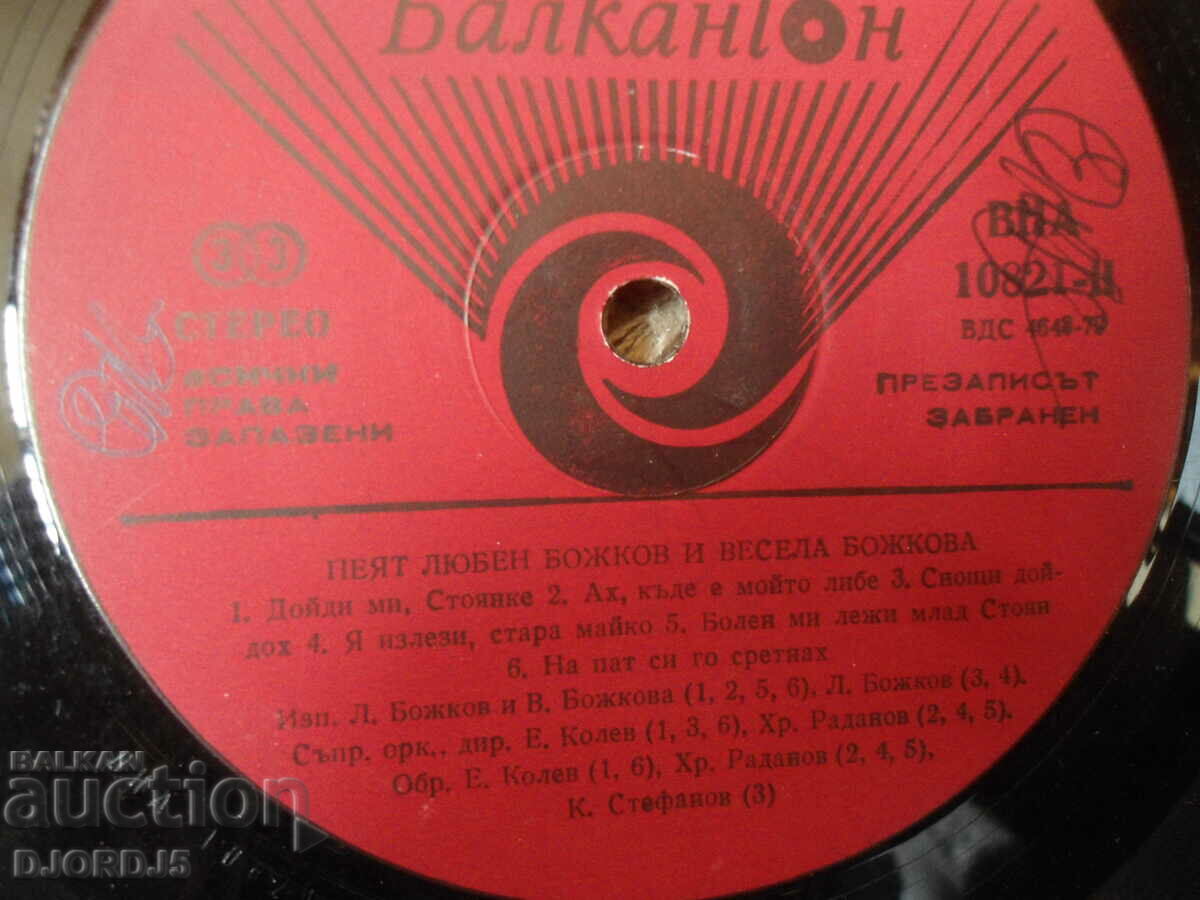 Балкантон
33
СТЕРЕО
ВСИЧКИ
ПРАВА
ЗАПАЗЕНИ
ВНА
10821-II
ВДС 4648-79
ПРЕЗАПИСЪТ
ЗАБРАНЕН
ПЕЯТ ЛЮБЕН БОЖКОВ И ВЕСЕЛА БОЖКОВА
1. Дойди ми, Стоянке 2. Ах, къде е мойто либе 3. Снощи дой-
дох 4. Я излези, стара майко 5. Болен ми лежи млад Стоян
6. На пат си го сретнах
Изп. Л. Божков и В. Божкова (1, 2, 5, 6), Л. Божков (3, 4).
Съпр. орк., дир. Е. Колев (1, 3, 6), Хр. Раданов (2, 4, 5).
Обр. Е. Колев (1, 6), Хр. Раданов (2, 4, 5),
К. Стефанов (3)
BALKAN
auction
DJORDJ5